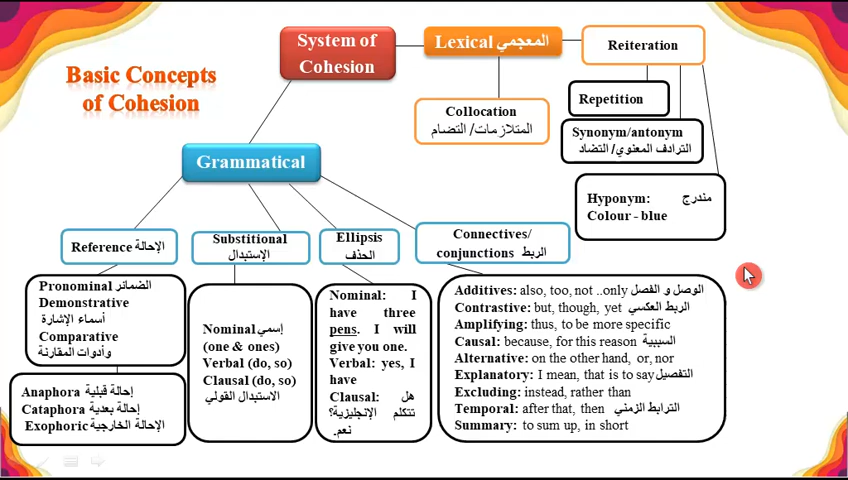 Basic Concepts
of Cohesion
System of
Cohesion
Lexical المعجمي
Reiteration
Collocation
المتلازمات/ التضام
Repetition
Synonym/antonym
الترادف المعنوي/ التضاد
Hyponym: مندرج
Colour - blue
Grammatical
Reference الإحالة
Substitional
الإستبدال
Ellipsis
الحذف
Connectives/
conjunctions الربط
Pronominal الضمائر
Demonstrative
أسماء الإشارة
Comparative
وأدوات المقارنة
Anaphora إحالة قبلية
Cataphora إحالة بعدية
Exophoric الإحالة الخارجية
Nominal إسمي
(one & ones)
Verbal (do, so)
Clausal (do, so)
الاستبدال القولي
Nominal: I
have three
pens. I will
give you one.
Verbal: yes, I
have
Clausal: هل
تتكلم الإنجليزية؟
نعم.
Additives: also, too, not ..only الوصل و الفصل
Contrastive: but, though, yet الربط العكسي
Amplifying: thus, to be more specific
Causal: because, for this reason السببية
Alternative: on the other hand, or, nor
Explanatory: I mean, that is to say التفصيل
Excluding: instead, rather than
Temporal: after that, then الترابط الزمني
Summary: to sum up, in short